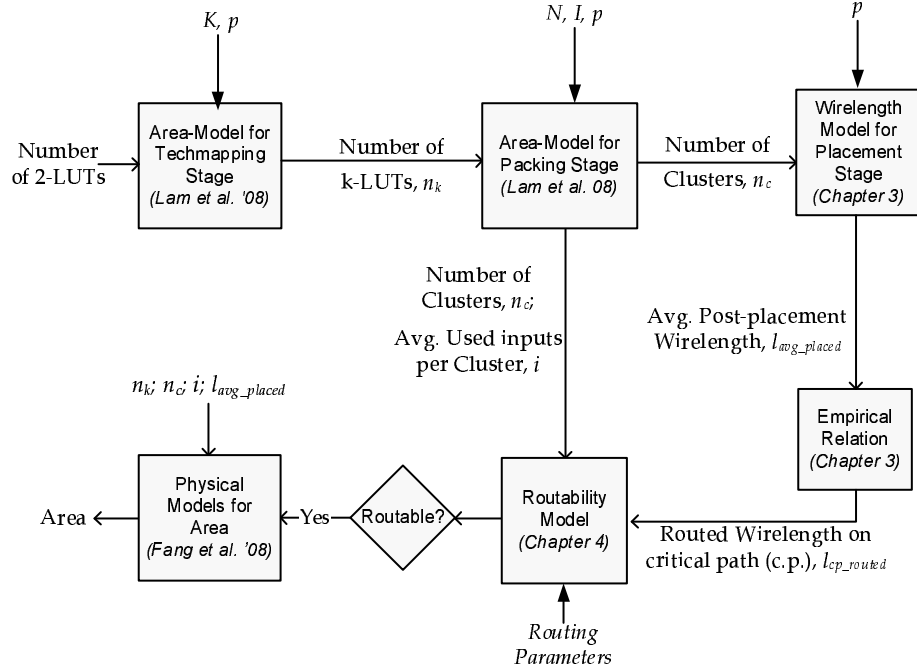 K, p
N, I, p
p
Number
of 2-LUTs
Area-Model for
Techmapping
Stage
(Lam et al. '08)
Number of
k-LUTs, nk
Area-Model for
Packing Stage
(Lam et al. 08)
Number of
Clusters, nc
Wirelength
Model for
Placement
Stage
(Chapter 3)
Number of
Clusters, nc;
Avg. Used inputs
per Cluster, i
Avg. Post-placement
Wirelength, lavg_placed
Empirical
Relation
(Chapter 3)
Routed Wirelength on
critical path (c.p.), lcp_routed
nk; nc; i; lavg_placed
Area
Physical
Models for
Area
(Fang et al. '08)
Yes
Routable?
Routability
Model
(Chapter 4)
Routing
Parameters